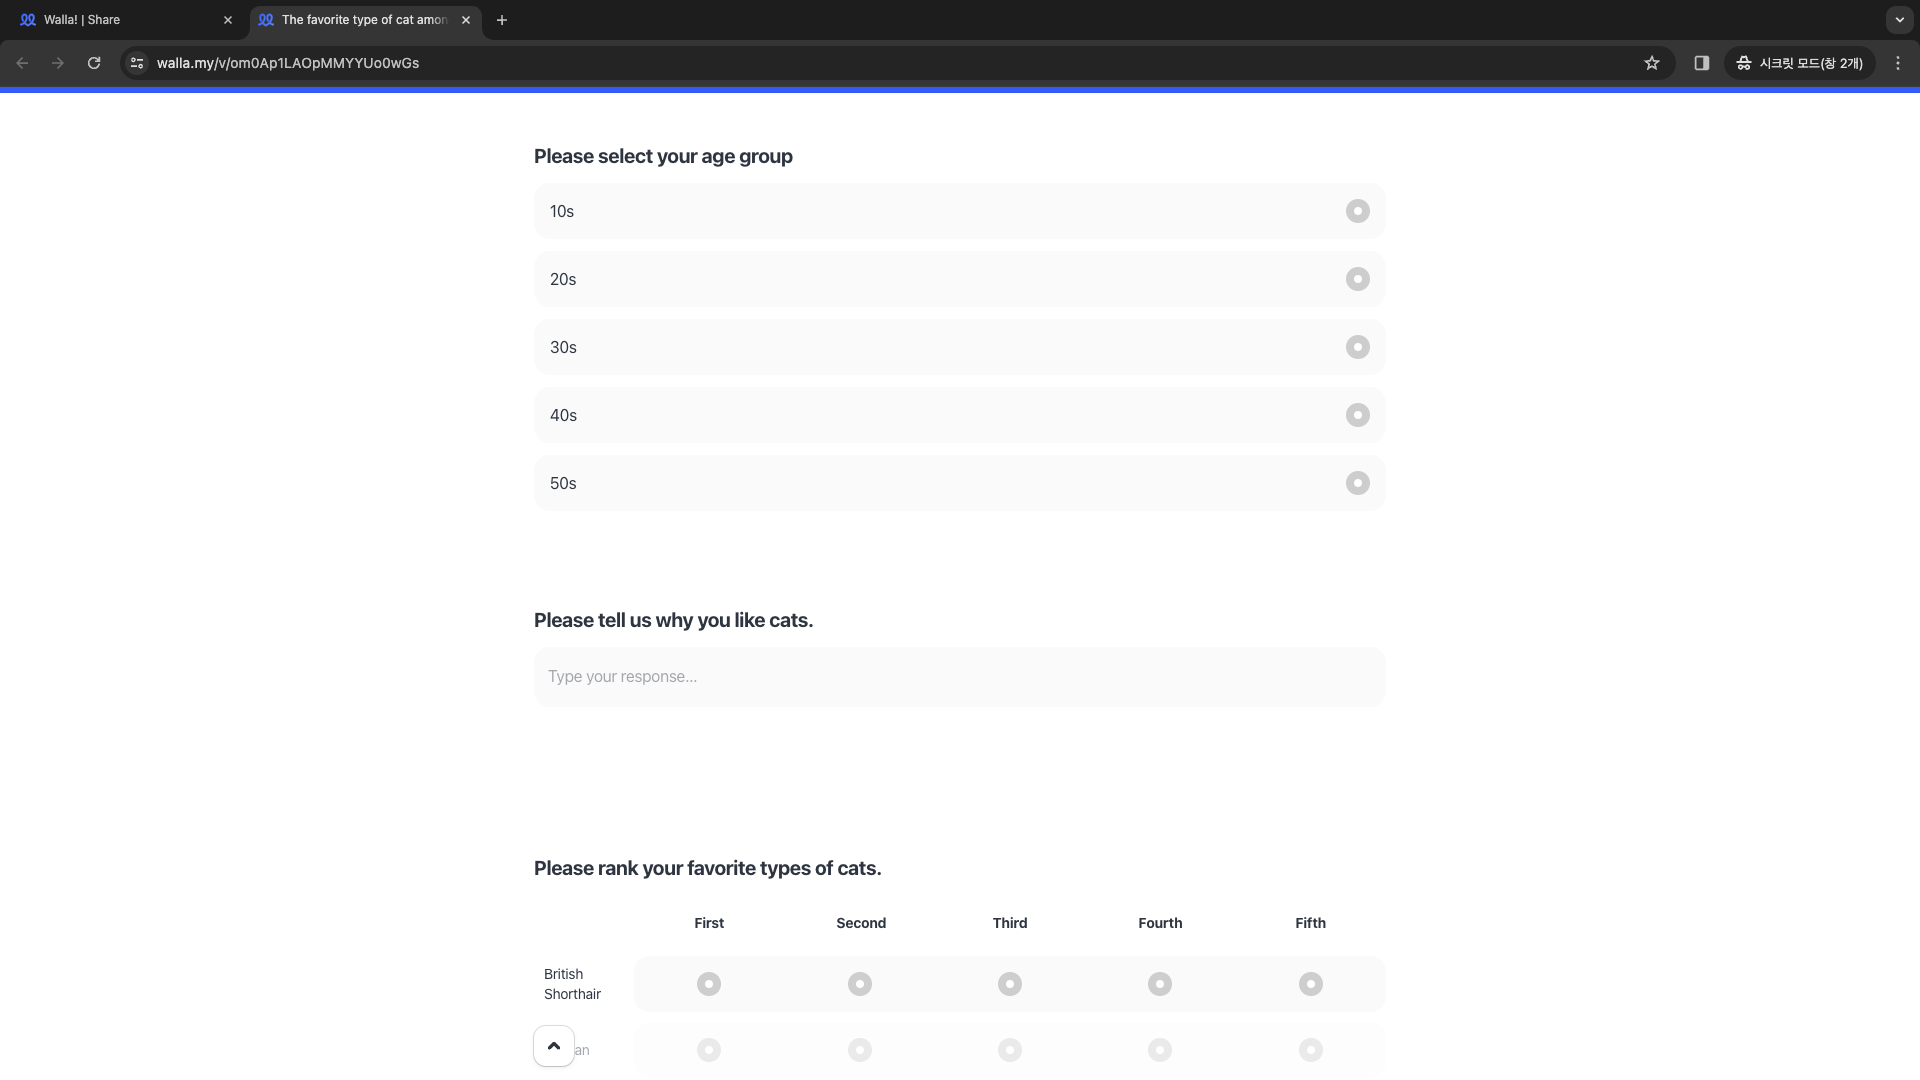 Walla! | Share
The favorite type of cat amon
walla.my/v/om0Ap1LAOpMMYYUo0wGs
시크릿 모드(창 2개)
Please select your age group
10s
20s
30s
40s
50s
Please tell us why you like cats.
Type your response...
Please rank your favorite types of cats.
First Second Third Fourth Fifth
British
Shorthair
an